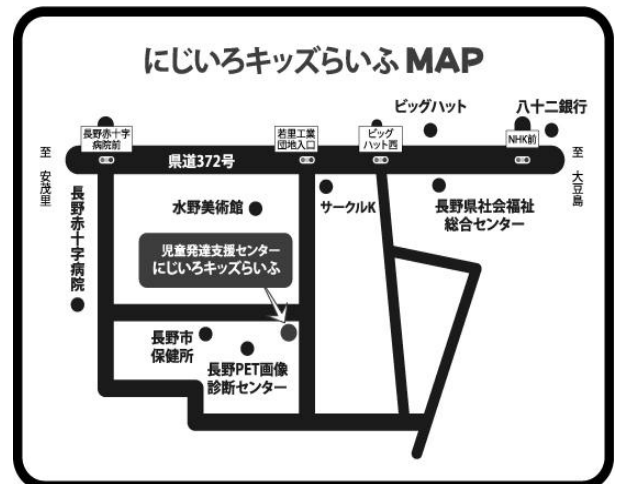 にじいろキッズらいふ MAP
ビッグハット
八十二銀行
長野赤十字
病院前
若里工業
団地入口
ビッグ
ハット西
NHK前
至 安茂里
県道372号
至 大豆島
長野赤十字病院
水野美術館
サークルK
長野県社会福祉
総合センター
児童発達支援センター
にじいろキッズらいふ
長野市
保健所
長野PET画像
診断センター